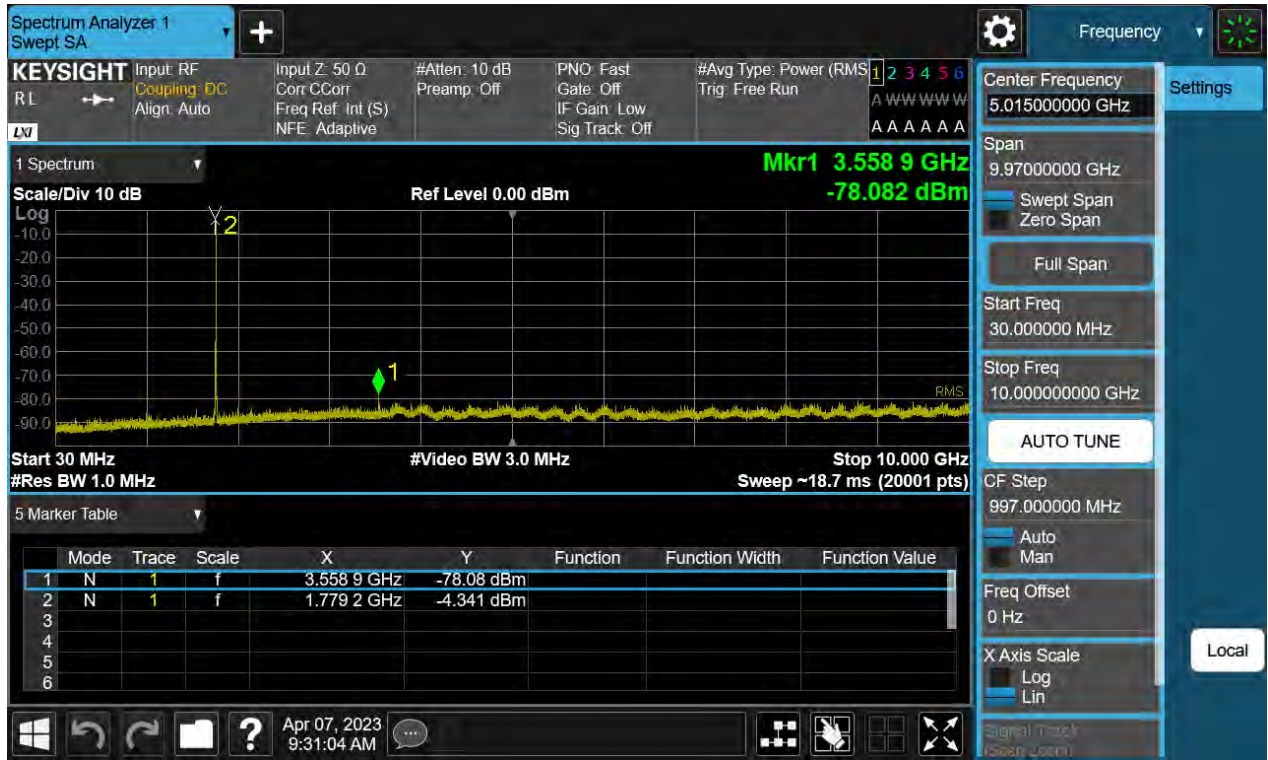 Spectrum Analyzer 1
Swept SA
+
Frequency
KEYSIGHT
RL
LXI
Input: RF
Coupling: DC
Align: Auto
Input Z: 50 Ω
Corr CCorr
Freq Ref: Int (S)
NFE: Adaptive
#Atten: 10 dB
Preamp: Off
PNO: Fast
Gate: Off
IF Gain: Low
Sig Track: Off
#Avg Type: Power (RMS
Trig: Free Run
1 2 3 4 5 6
A W W W W W
A A A A A A
1 Spectrum
Scale/Div 10 dB
Ref Level 0.00 dBm
Mkr1 3.558 9 GHz
-78.082 dBm
Log
-10.0
-20.0
-30.0
-40.0
-50.0
-60.0
-70.0
-80.0
-90.0
2
1
RMS
Start 30 MHz
#Video BW 3.0 MHz
Stop 10.000 GHz
#Res BW 1.0 MHz
Sweep ~18.7 ms (20001 pts)
5 Marker Table
Mode Trace Scale X Y Function Function Width Function Value
1 N 1 f 3.558 9 GHz -78.08 dBm
2 N 1 f 1.779 2 GHz -4.341 dBm
3
4
5
6
?
Apr 07, 2023
9:31:04 AM
Center Frequency
5.015000000 GHz
Settings
Span
9.97000000 GHz
Swept Span
Zero Span
Full Span
Start Freq
30.000000 MHz
Stop Freq
10.000000000 GHz
AUTO TUNE
CF Step
997.000000 MHz
Auto
Man
Freq Offset
0 Hz
X Axis Scale
Log
Lin
Local
Signal Track
(Span Zoom)